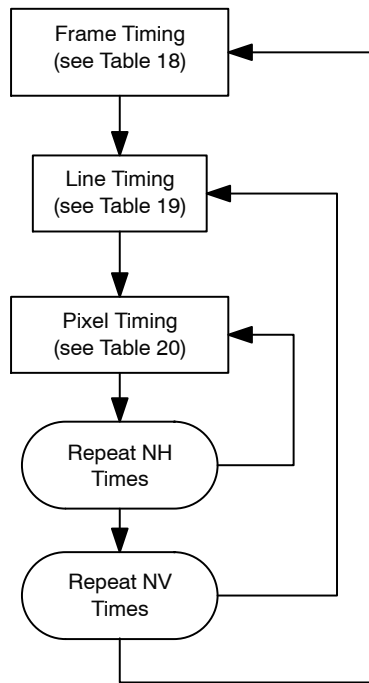 Frame Timing
(see Table 18)
Line Timing
(see Table 19)
Pixel Timing
(see Table 20)
Repeat NH
Times
Repeat NV
Times